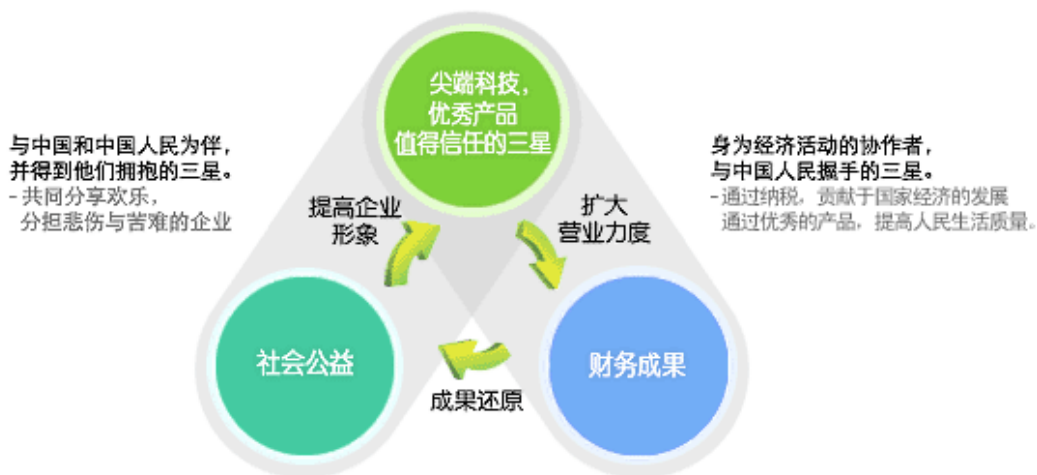 尖端科技，
优秀产品
值得信任的三星
与中国和中国人民为伴，
并得到他们拥抱的三星。
- 共同分享欢乐，
分担悲伤与苦难的企业
身为经济活动的协作者，
与中国人民握手的三星。
- 通过纳税，贡献于国家经济的发展
通过优秀的产品，提高人民生活质量。
提高企业
形象
扩大
营业力度
社会公益
财务成果
成果还原